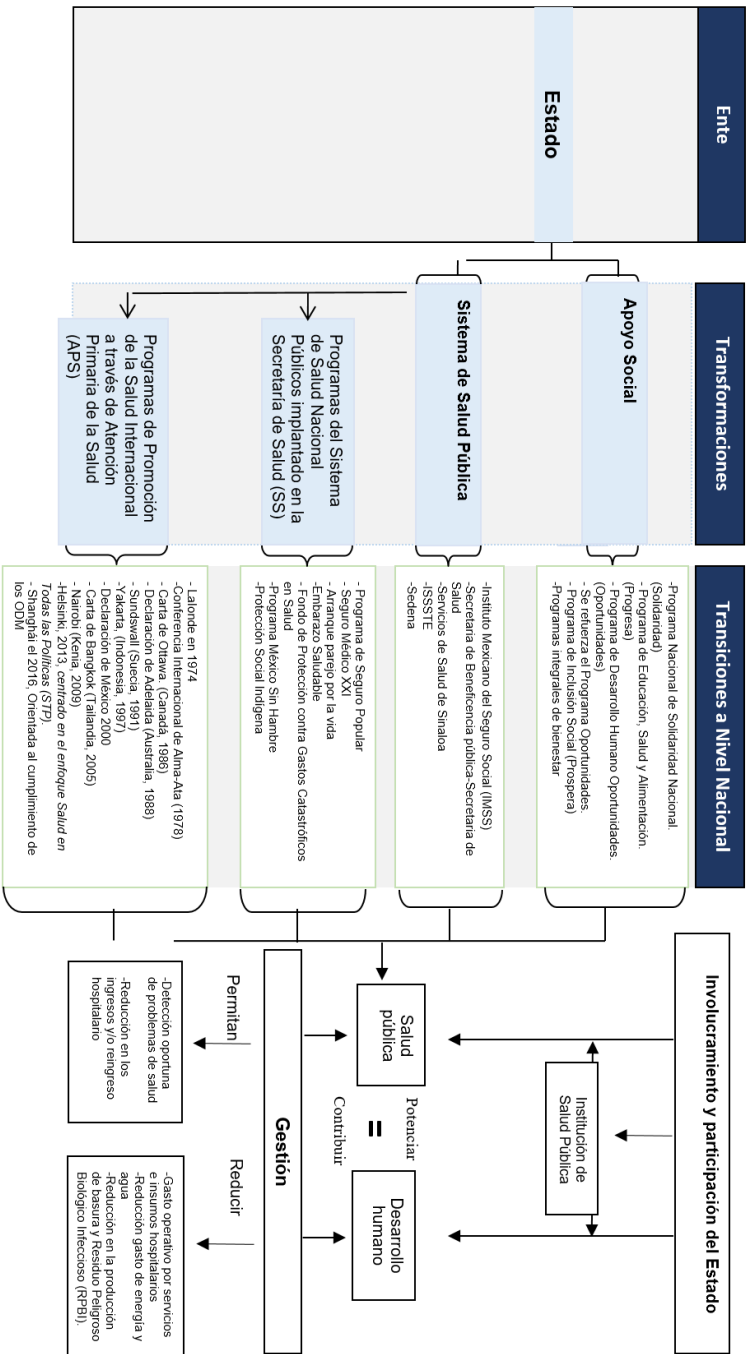 Ente
Estado
Transformaciones
Apoyo Social
Sistema de Salud Pública
Programas del Sistema
de Salud Nacional
Públicos implantado en la
Secretaría de Salud (SS)
Programas de Promoción
de la Salud Internacional
a través de Atención
Primaria de la Salud
(APS)
Transiciones a Nivel Nacional
-Programa Nacional de Solidaridad Nacional.
(Solidaridad)
- Programa de Educación, Salud y Alimentación.
(Progresa)
- Programa de Desarrollo Humano Oportunidades.
(Oportunidades)
- Se refuerza el Programa Oportunidades.
- Programa de Inclusión Social (Prospera)
-Programas integrales de bienestar
-Instituto Mexicano del Seguro Social (IMSS)
-Secretaria de Beneficencia pública-Secretaria de
Salud
-Servicios de Salud de Sinaloa
-ISSSTE
-Sedena
- Programa de Seguro Popular
- Seguro Médico XXI
- Arranque parejo por la vida
-Embarazo Saludable
- Fondo de Protección contra Gastos Catastróficos
en Salud
-Programa México Sin Hambre
-Protección Social Indígena
- Lalonde en 1974
-Conferencia Internacional de Alma-Ata (1978)
- Carta de Ottawa. (Canadá, 1986)
- Declaración de Adelaida (Australia, 1988)
- Sundswall (Suecia, 1991)
-Yakarta, (Indonesia, 1997)
- Declaración de México 2000
- Carta de Bangkok (Tailandia, 2005)
- Nairobi (Kenia, 2009)
-Helsinki, 2013, centrado en el enfoque Salud en
Todas las Políticas (STP).
- Shanghái el 2016, Orientada al cumplimiento de
los ODM
Involucramiento y participación del Estado
Institución de
Salud Pública
Salud
pública
Potenciar
=
Contribuir
Desarrollo
humano
Gestión
Permitan
Reducir
-Detección oportuna
de problemas de salud
-Reducción en los
ingresos y/o reingreso
hospitalario
-Gasto operativo por servicios
e insumos hospitalarios
-Reducción gasto de energía y
agua
-Reducción en la producción
de basura y Residuo Peligroso
Biológico Infeccioso (RPBI).